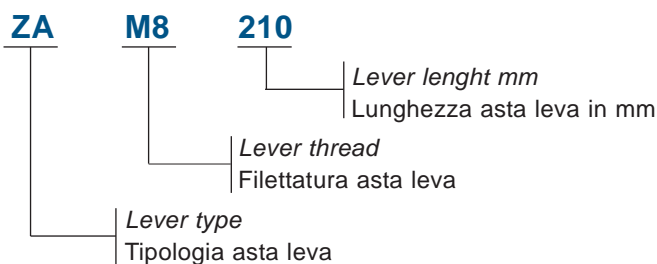 ZA M8 210
Lever lenght mm
Lunghezza asta leva in mm
Lever thread
Filettatura asta leva
Lever type
Tipologia asta leva